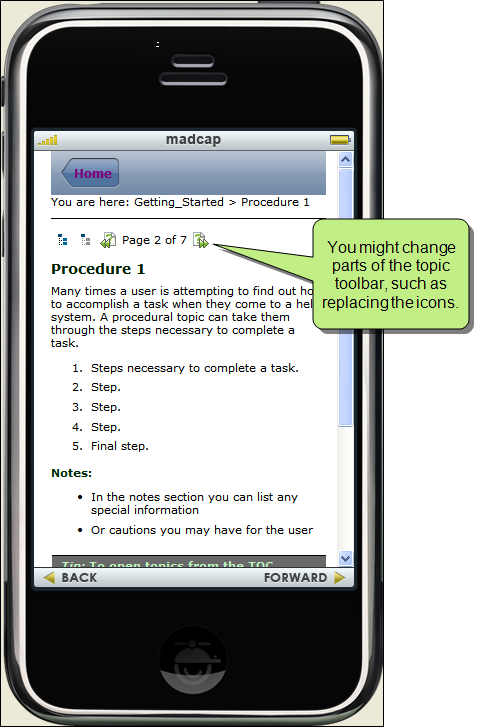 madcap
Home
You are here: Getting_Started > Procedure 1
Page 2 of 7
You might change
parts of the topic
toolbar, such as
replacing the icons.
Procedure 1
Many times a user is attempting to find out ho
to accomplish a task when they come to a hel
system. A procedural topic can take them
through the steps necessary to complete a
task.
1. Steps necessary to complete a task.
2. Step.
3. Step.
4. Step.
5. Final step.
Notes:
• In the notes section you can list any
special information
• Or cautions you may have for the user
Tip: To open topics from the TOC
BACK
FORWARD